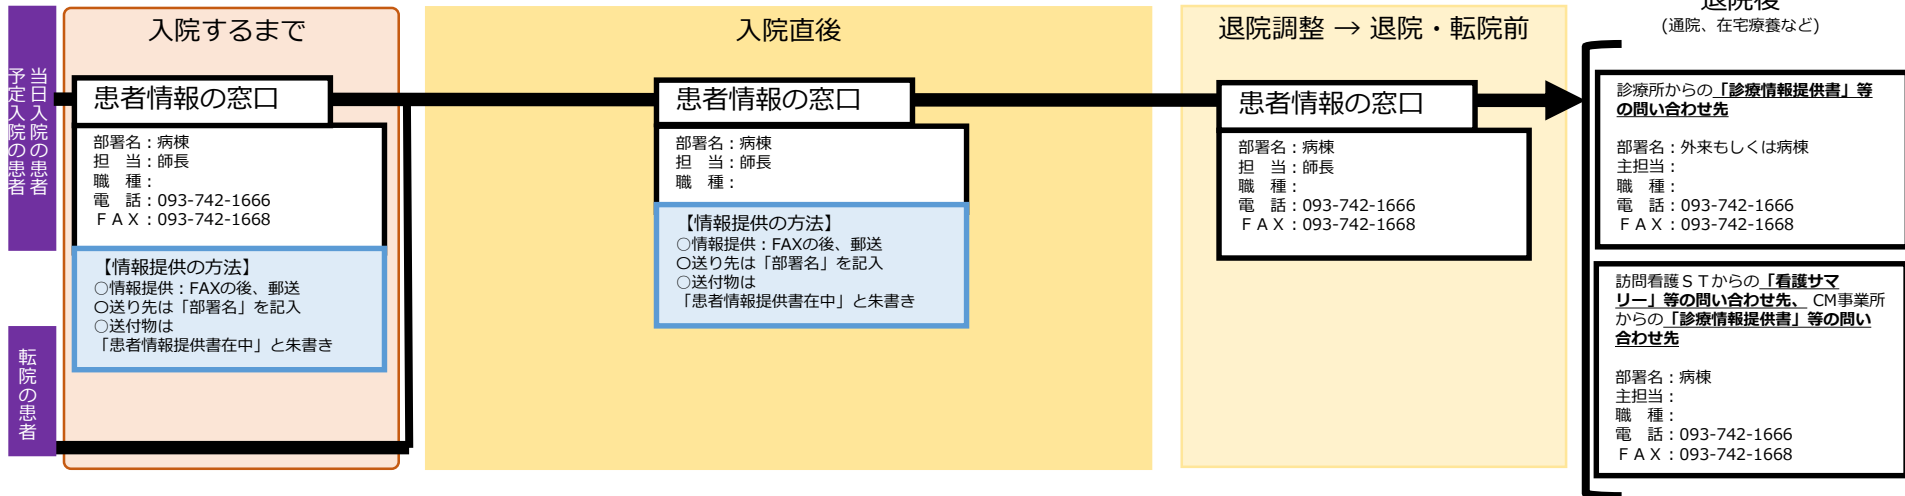 当日入院の患者
予定入院の患者
転院の患者
入院するまで
患者情報の窓口
部署名：病棟
担　当：師長
職　種：
電　話：093-742-1666
ＦＡＸ：093-742-1668
【情報提供の方法】
○情報提供：FAXの後、郵送
○送り先は「部署名」を記入
○送付物は
「患者情報提供書在中」と朱書き
入院直後
患者情報の窓口
部署名：病棟
担　当：師長
職　種：
【情報提供の方法】
○情報提供：FAXの後、郵送
○送り先は「部署名」を記入
○送付物は
「患者情報提供書在中」と朱書き
退院調整 → 退院・転院前
患者情報の窓口
部署名：病棟
担　当：師長
職　種：
電　話：093-742-1666
ＦＡＸ：093-742-1668
退院後
(通院、在宅療養など)
診療所からの「診療情報提供書」等
の問い合わせ先
部署名：外来もしくは病棟
主担当：
職　種：
電　話：093-742-1666
ＦＡＸ：093-742-1668
訪問看護ＳＴからの「看護サマ
リー」等の問い合わせ先、 CM事業所
からの「診療情報提供書」等の問い
合わせ先
部署名：病棟
主担当：
職　種：
電　話：093-742-1666
ＦＡＸ：093-742-1668